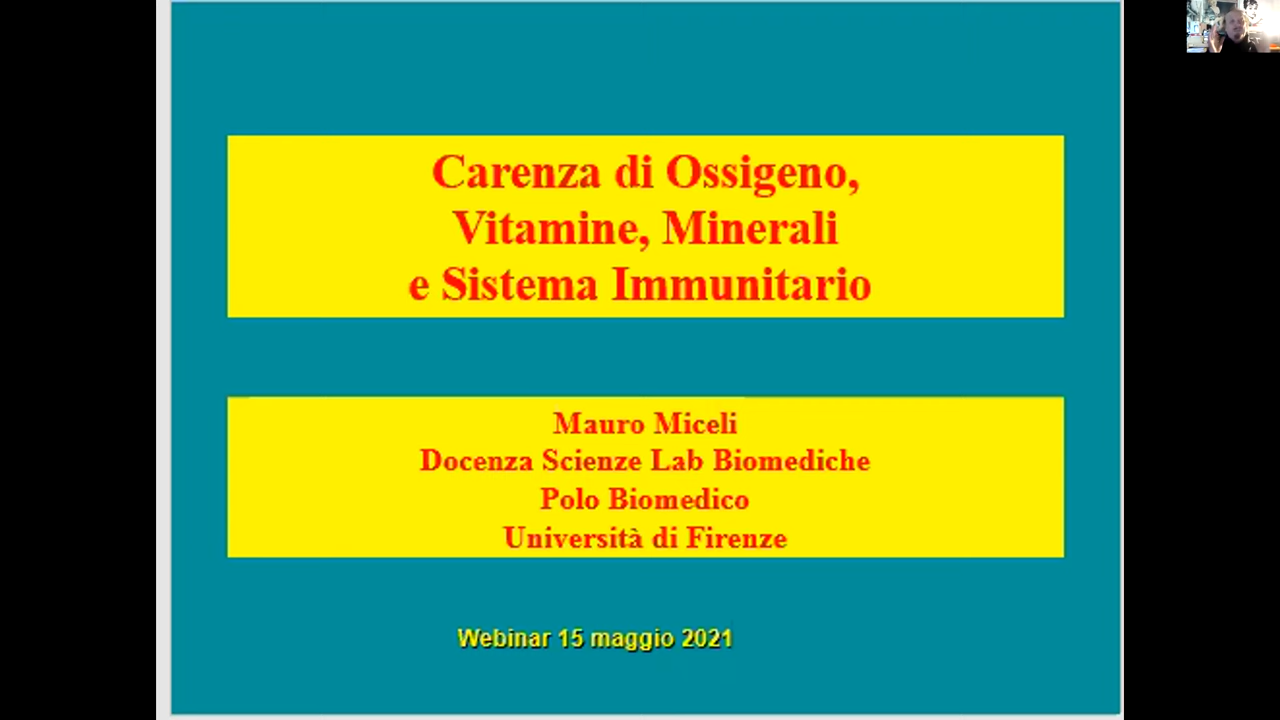 Carenza di Ossigeno,
Vitamine, Minerali
e Sistema Immunitario
Mauro Miceli
Docenza Scienze Lab Biomediche
Polo Biomedico
Università di Firenze
Webinar 15 maggio 2021